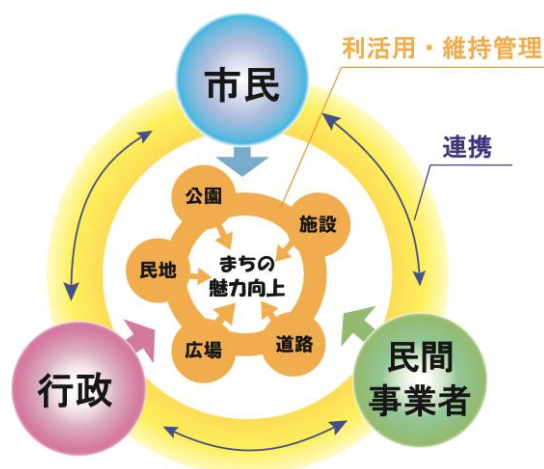 利活用・維持管理
市民
連携
公園
施設
民地
まちの
魅力向上
広場
道路
行政
民間
事業者